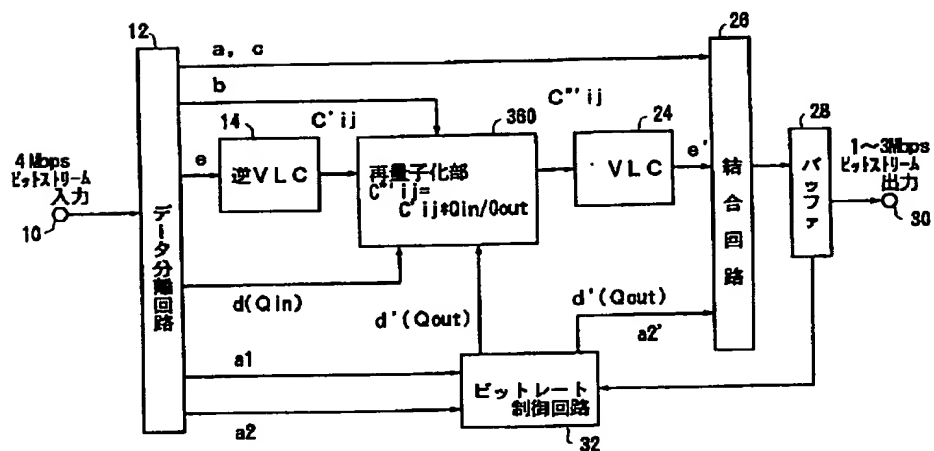 12
26
a, c
b
C"'ij
14
C'ij
360
24
28
4Mbps
ビットストリーム
入力
10
e
逆VLC
再量子化部
C"'ij=
C'ij*Qin/Qout
VLC
e'
1〜3Mbps
ビットストリーム
出力
30
データ分離回路
結合回路
バッファ
d(Qin)
d'(Qout)
d'(Qout)
a2'
a1
a2
ビットレート
制御回路
32